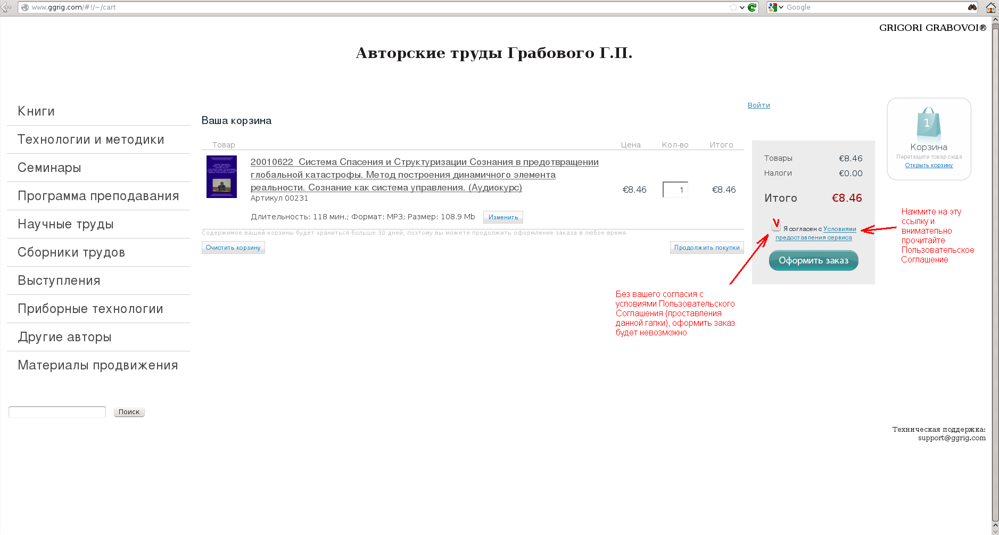 www.ggrig.com/#!/~/cart
Google
GRIGORI GRABOVOI®
Авторские труды Грабового Г.П.
Книги
Технологии и методики
Семинары
Программа преподавания
Научные труды
Сборники трудов
Выступления
Приборные технологии
Другие авторы
Материалы продвижения
Поиск
Войти
Ваша корзина
Товар Цена Кол-во Итого
20010622 Система Спасения и Структуризации Сознания в предотвращении
глобальной катастрофы. Метод построения динамичного элемента
реальности. Сознание как система управления. (Аудиокурс)
Артикул 00231
€8.46 1 €8.46
Длительность: 118 мин.; Формат: MP3; Размер: 108.9 Mb Изменить
Содержимое вашей корзины будет храниться больше 30 дней, поэтому вы можете продолжить оформление заказа в любое время.
Очистить корзину Продолжить покупки
Товары €8.46
Налоги €0.00
Итого €8.46
Я согласен с Условиями
предоставления сервиса
Оформить заказ
1
Корзина
Перетащите товар сюда
Открыть корзину
Нажмите на эту
ссылку и
внимательно
прочитайте
Пользовательское
Соглашение
Без вашего согласия с
условиями Пользовательского
Соглашения (проставления
данной галки), оформить заказ
будет невозможно
Техническая поддержка:
support@ggrig.com